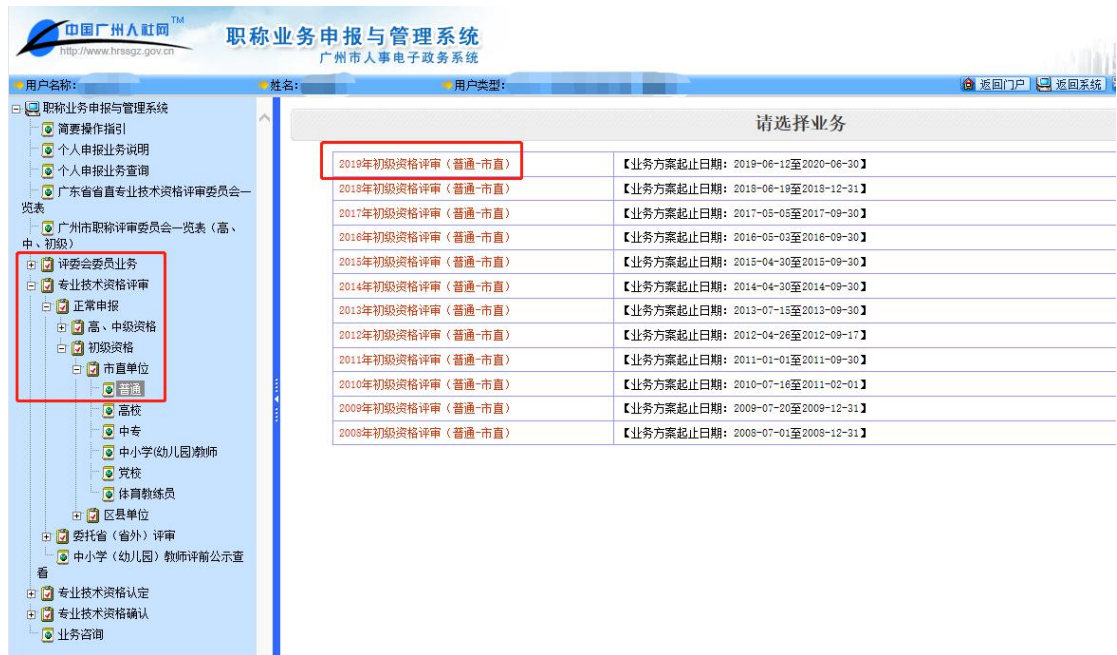 中国广州人社网™
http://www.hrssgz.gov.cn
职称业务申报与管理系统
广州市人事电子政务系统
用户名称:
姓名:
用户类型:
返回门户
返回系统
职称业务申报与管理系统
简要操作指引
个人申报业务说明
个人申报业务查询
广东省省直专业技术资格评审委员会一
览表
广州市职称评审委员会一览表（高、
中、初级）
评委会委员业务
专业技术资格评审
正常申报
高、中级资格
初级资格
市直单位
普通
高校
中专
中小学(幼儿园)教师
党校
体育教练员
区县单位
委托省（省外）评审
中小学（幼儿园）教师评前公示查
看
专业技术资格认定
专业技术资格确认
业务咨询
请选择业务
2019年初级资格评审（普通-市直） 【业务方案起止日期: 2019-06-12至2020-06-30】
2018年初级资格评审（普通-市直） 【业务方案起止日期: 2018-06-19至2018-12-31】
2017年初级资格评审（普通-市直） 【业务方案起止日期: 2017-05-05至2017-09-30】
2016年初级资格评审（普通-市直） 【业务方案起止日期: 2016-05-03至2016-09-30】
2015年初级资格评审（普通-市直） 【业务方案起止日期: 2015-04-30至2015-09-30】
2014年初级资格评审（普通-市直） 【业务方案起止日期: 2014-04-30至2014-09-30】
2013年初级资格评审（普通-市直） 【业务方案起止日期: 2013-07-15至2013-09-30】
2012年初级资格评审（普通-市直） 【业务方案起止日期: 2012-04-26至2012-09-17】
2011年初级资格评审（普通-市直） 【业务方案起止日期: 2011-01-01至2011-09-30】
2010年初级资格评审（普通-市直） 【业务方案起止日期: 2010-07-16至2011-02-01】
2009年初级资格评审（普通-市直） 【业务方案起止日期: 2009-07-20至2009-12-31】
2008年初级资格评审（普通-市直） 【业务方案起止日期: 2008-07-01至2008-12-31】